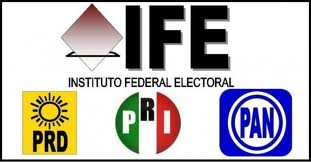 IFE
INSTITUTO FEDERAL ELECTORAL
PRD
PRI
PAN